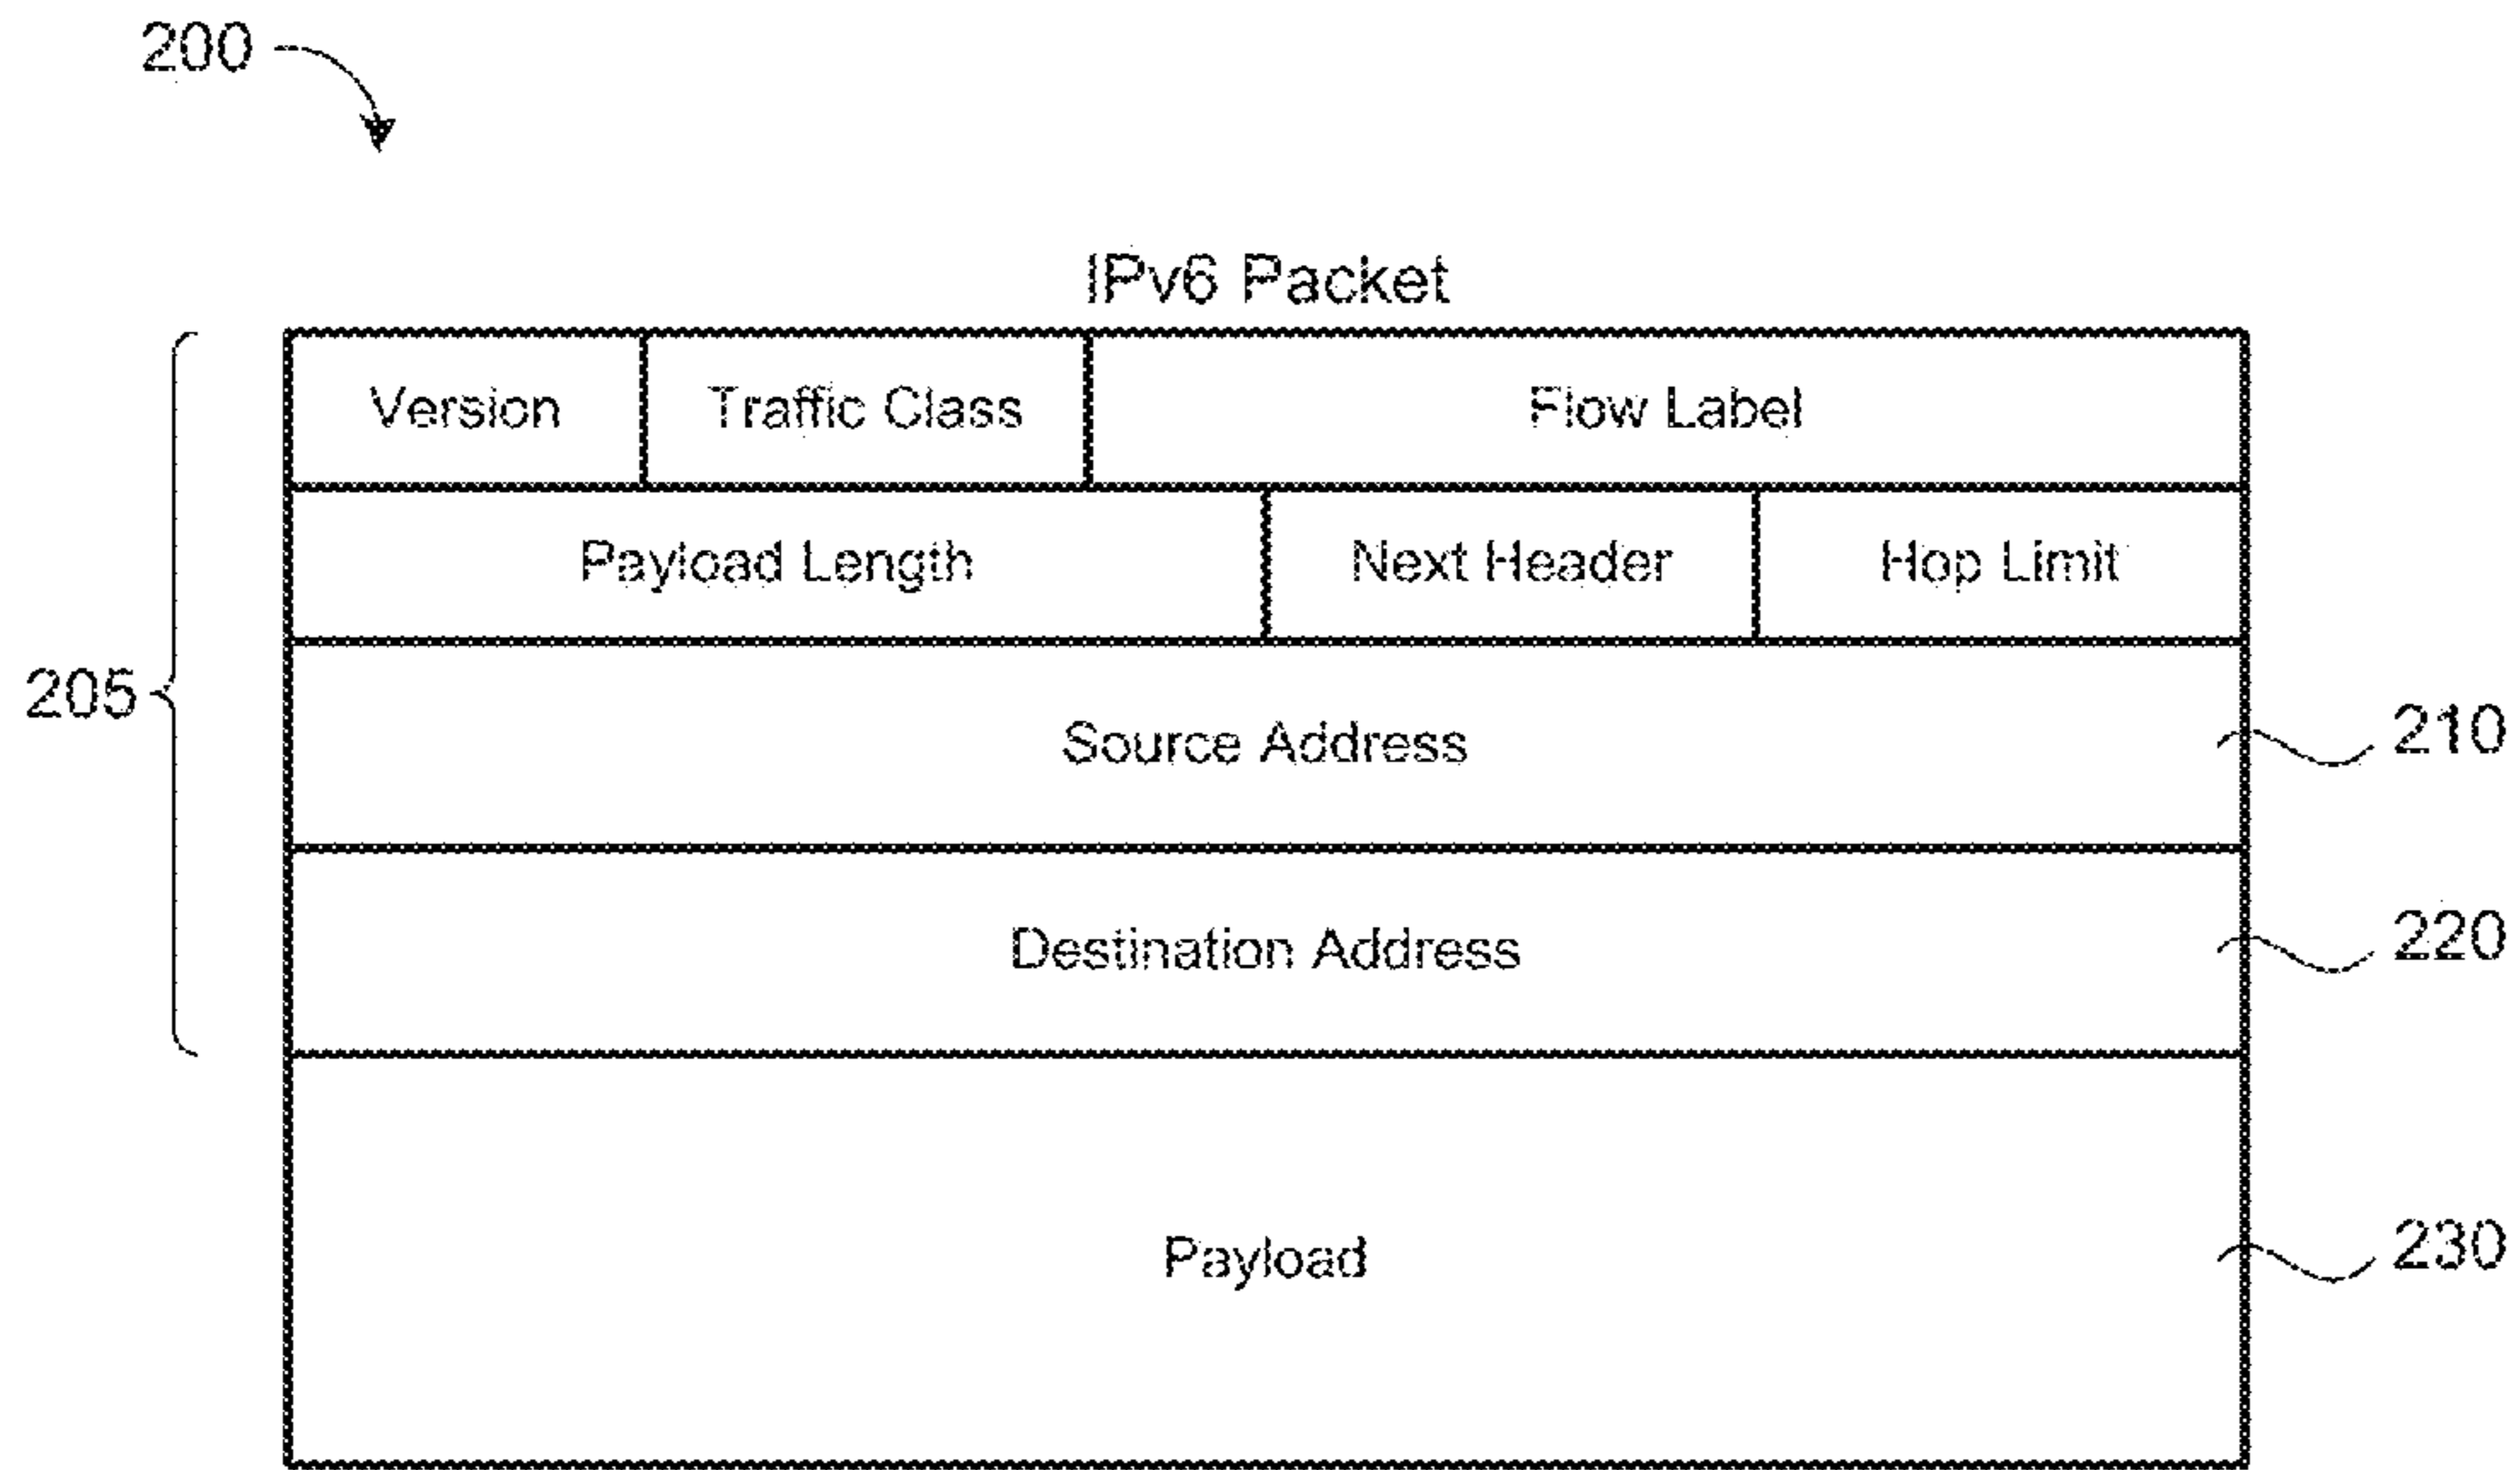 200
IPv6 Packet
Version Traffic Class Flow Label
Payload Length Next Header Hop Limit
205
Source Address 210
Destination Address 220
Payload 230